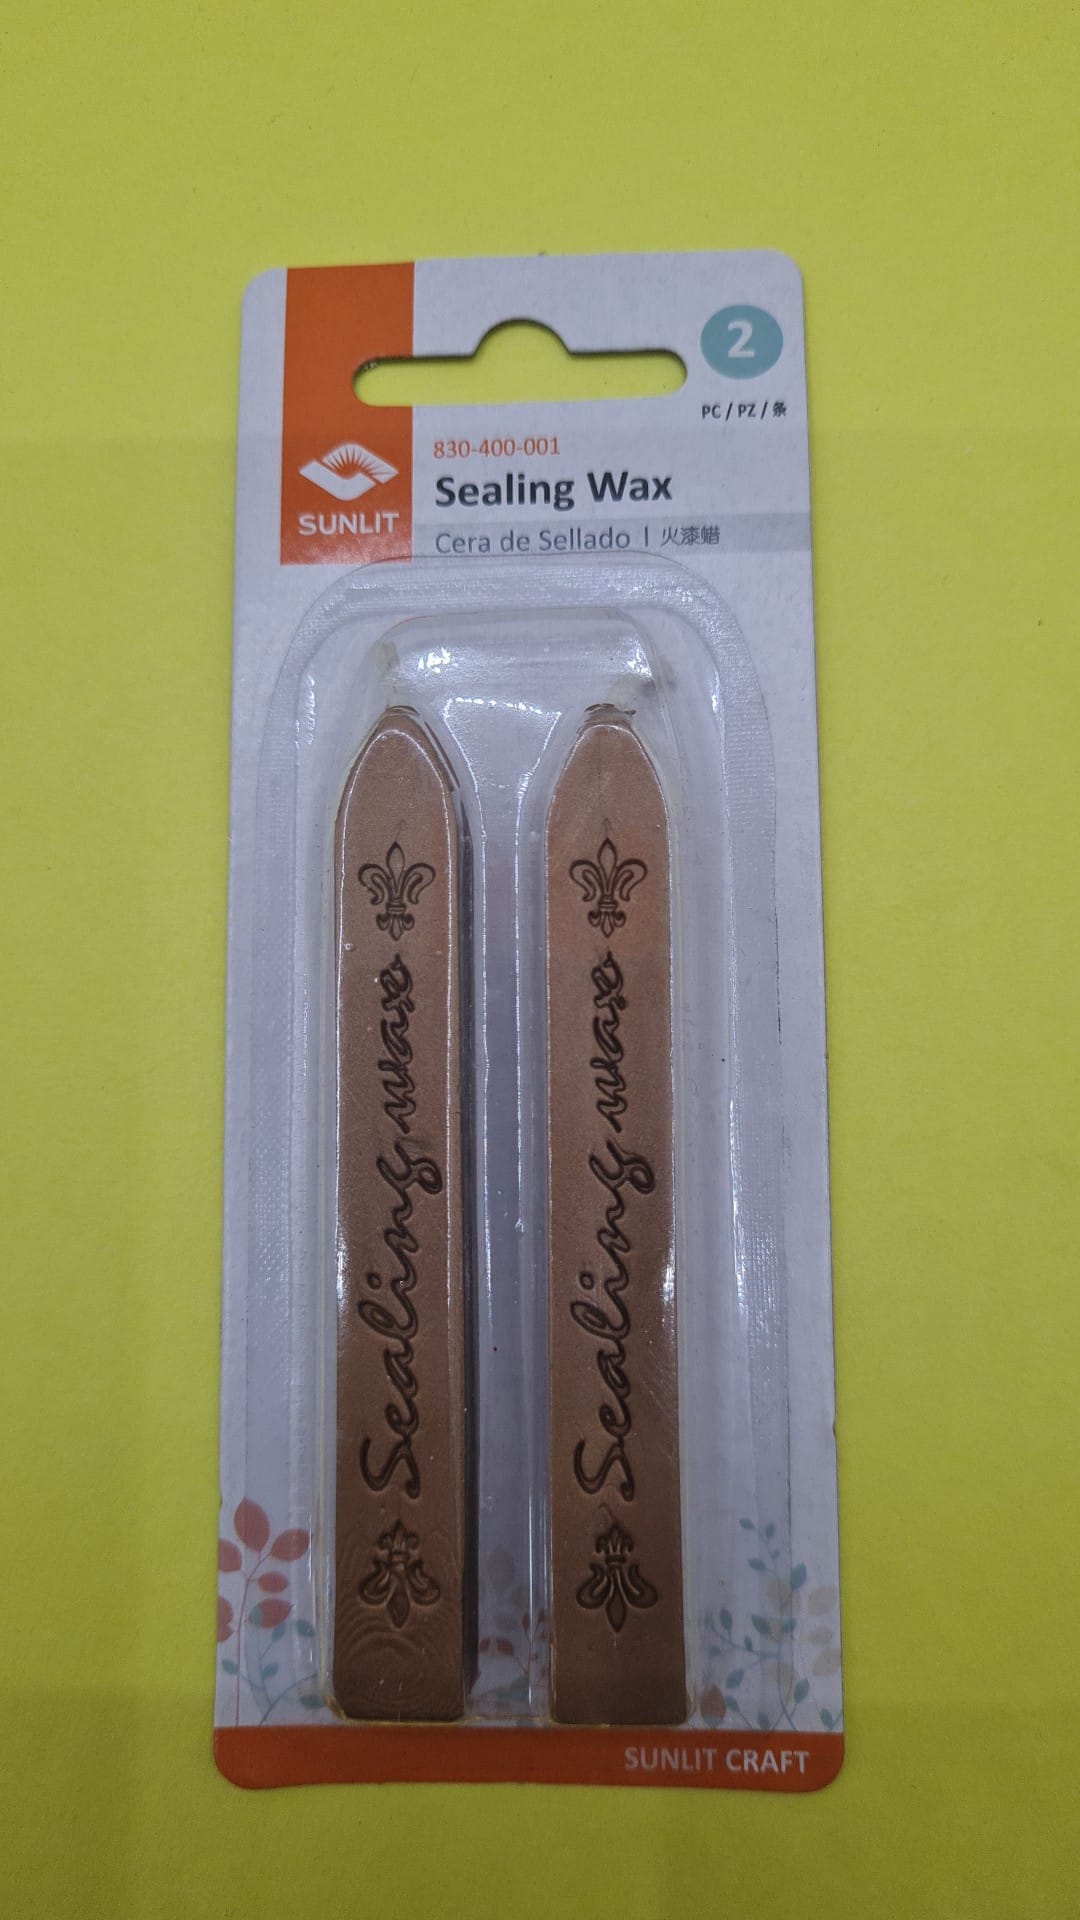 2
PC / PZ / 条
SUNLIT
830-400-001
Sealing Wax
Cera de Sellado | 火漆蜡
Sealing wax
Sealing wax
SUNLIT CRAFT